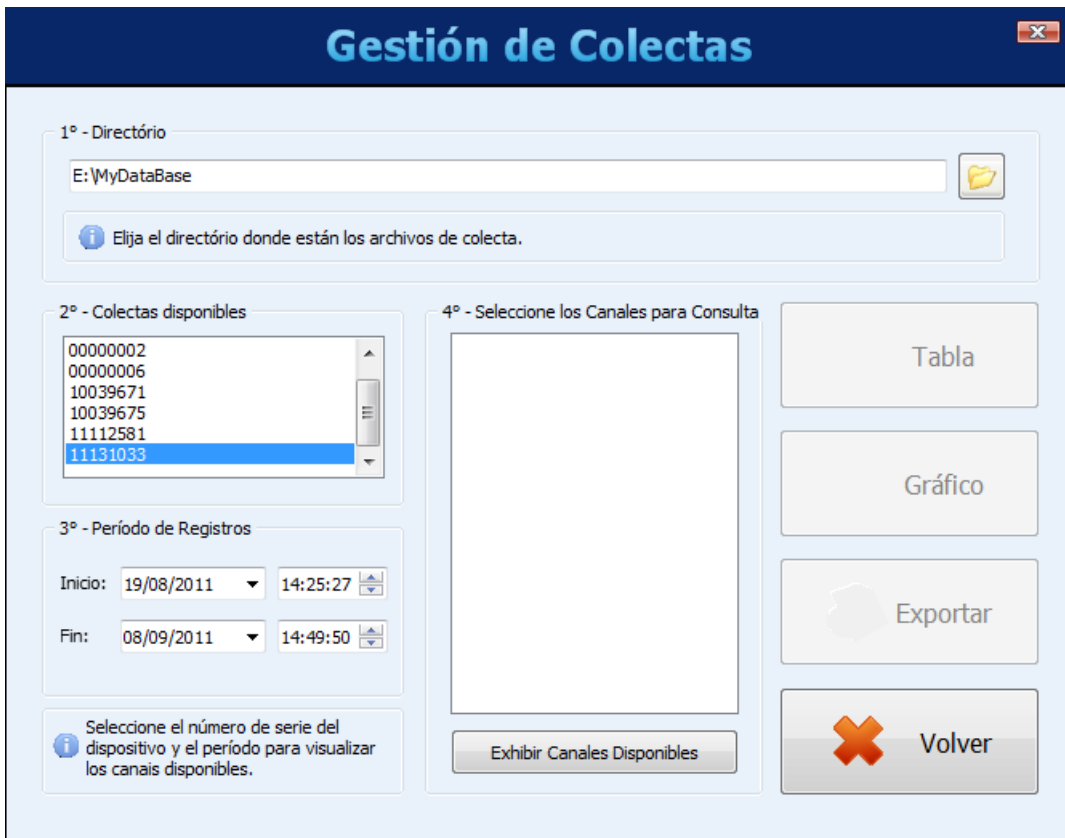 Gestión de Colectas
1º - Directório
E:\MyDataBase
Elija el directório donde están los archivos de colecta.
2º - Colectas disponibles
00000002
00000006
10039671
10039675
11112581
11131033
3º - Período de Registros
Inicio: 19/08/2011 14:25:27
Fin: 08/09/2011 14:49:50
Seleccione el número de serie del
dispositivo y el período para visualizar
los canais disponibles.
4º - Seleccione los Canales para Consulta
Exhibir Canales Disponibles
Tabla
Gráfico
Exportar
Volver